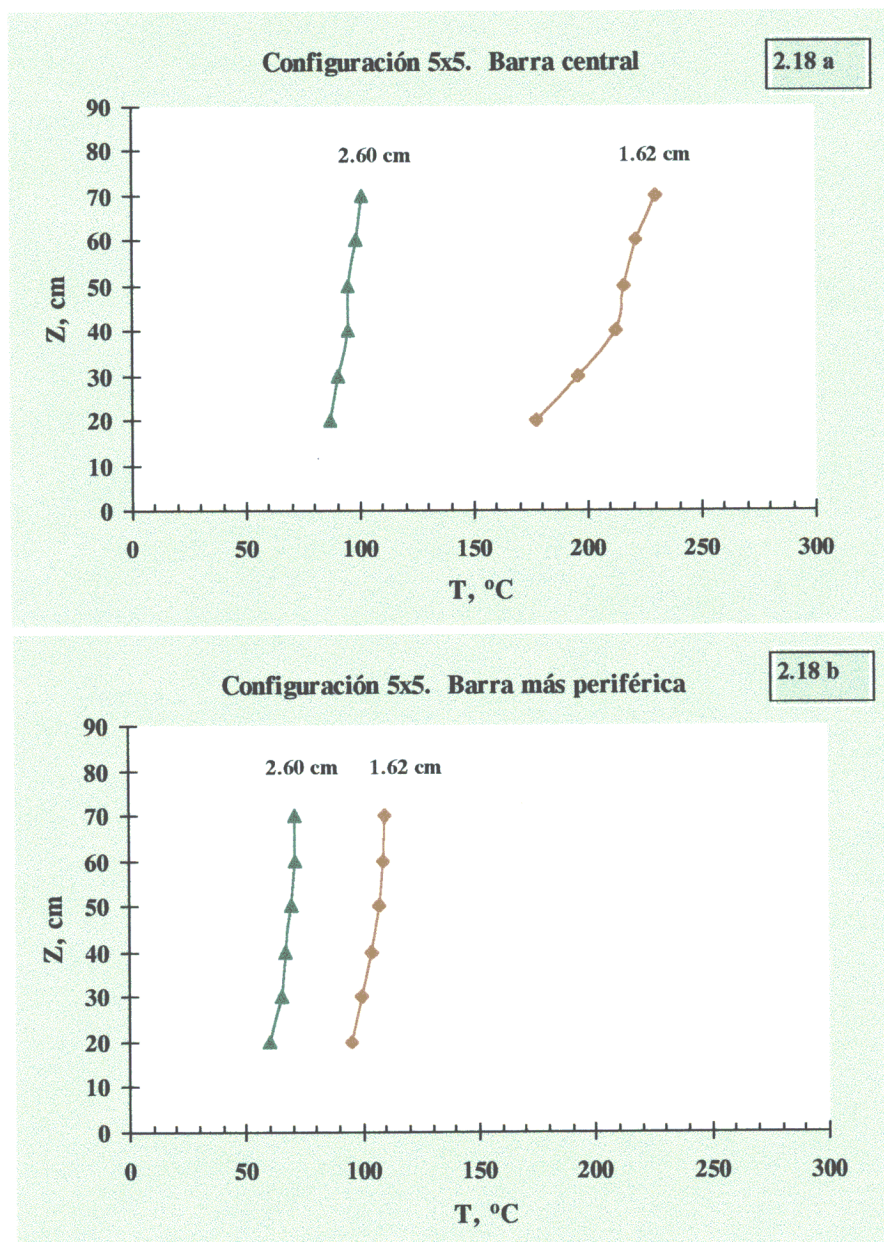 Configuración 5x5. Barra central
2.18 a
90
80
70
60
50
40
30
20
10
0
Z, cm
2.60 cm
1.62 cm
0 50 100 150 200 250 300
T, ºC
Configuración 5x5. Barra más periférica
2.18 b
90
80
70
60
50
40
30
20
10
0
Z, cm
2.60 cm
1.62 cm
0 50 100 150 200 250 300
T, ºC